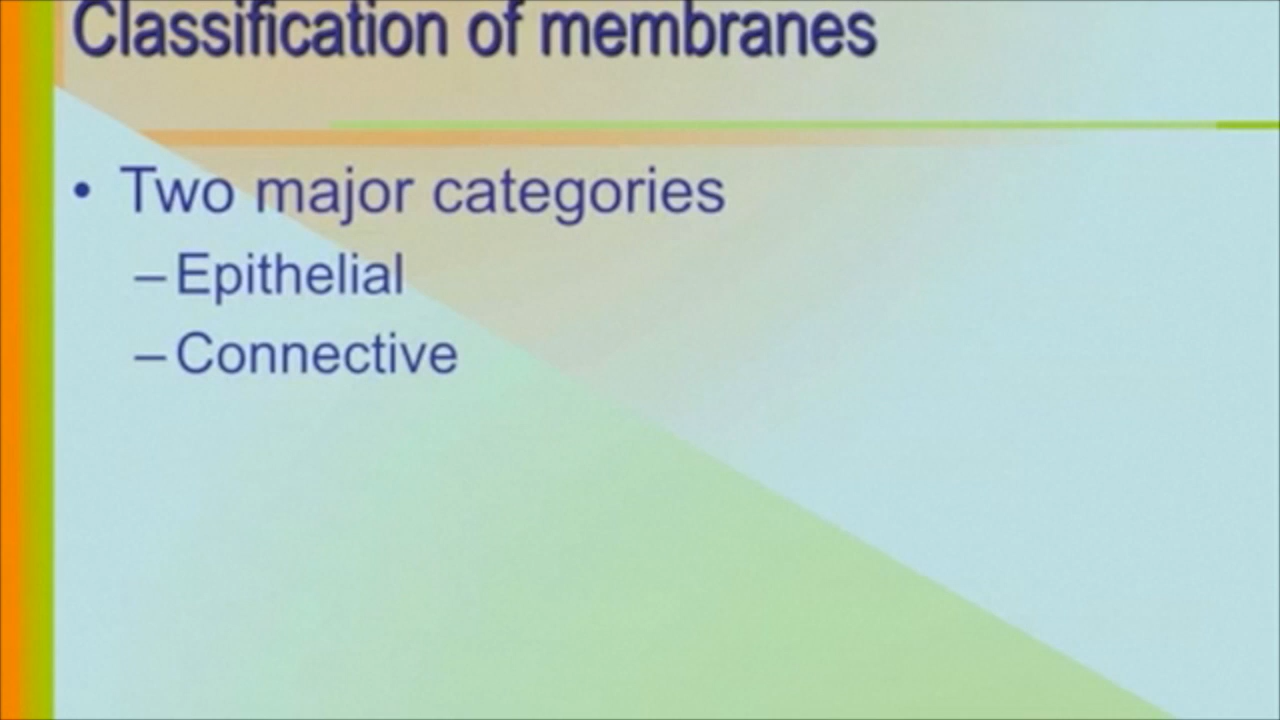 Classification of membranes
• Two major categories
– Epithelial
– Connective